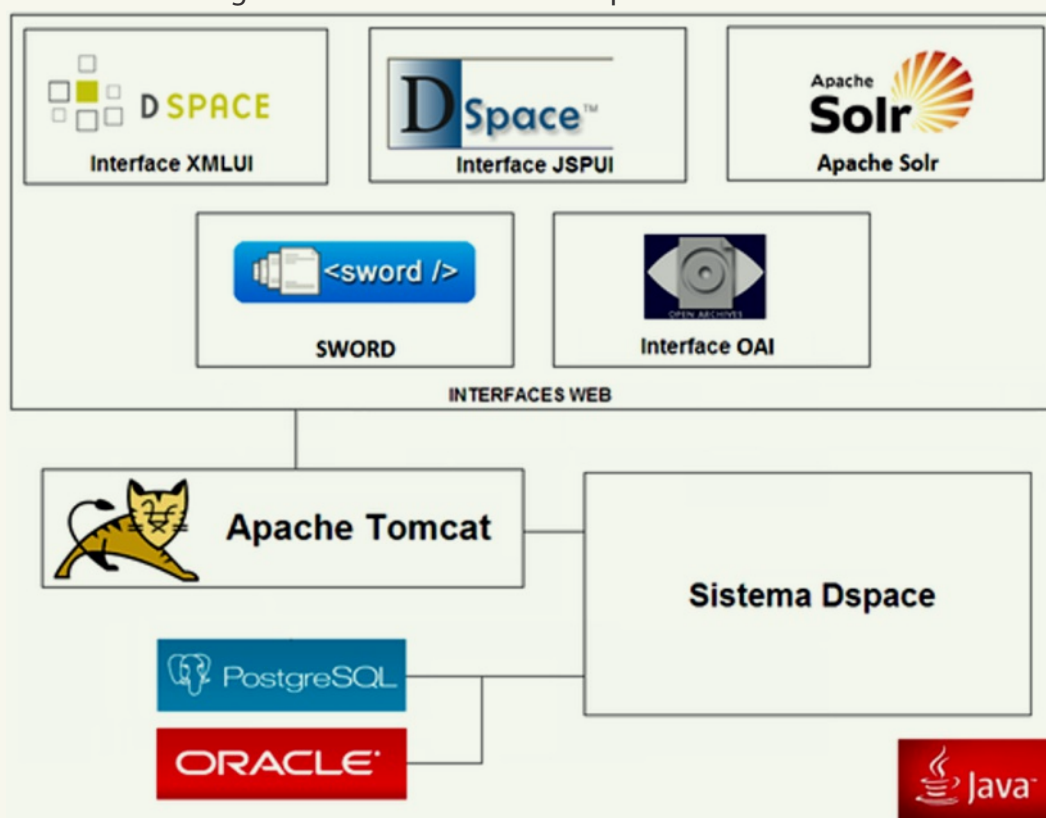 D SPACE
Interface XMLUI
DSpace™
Interface JSPUI
Apache
Solr
Apache Solr
<sword />
SWORD
OPEN ARCHIVES
Interface OAI
INTERFACES WEB
Apache Tomcat
Sistema Dspace
PostgreSQL
ORACLE
Java